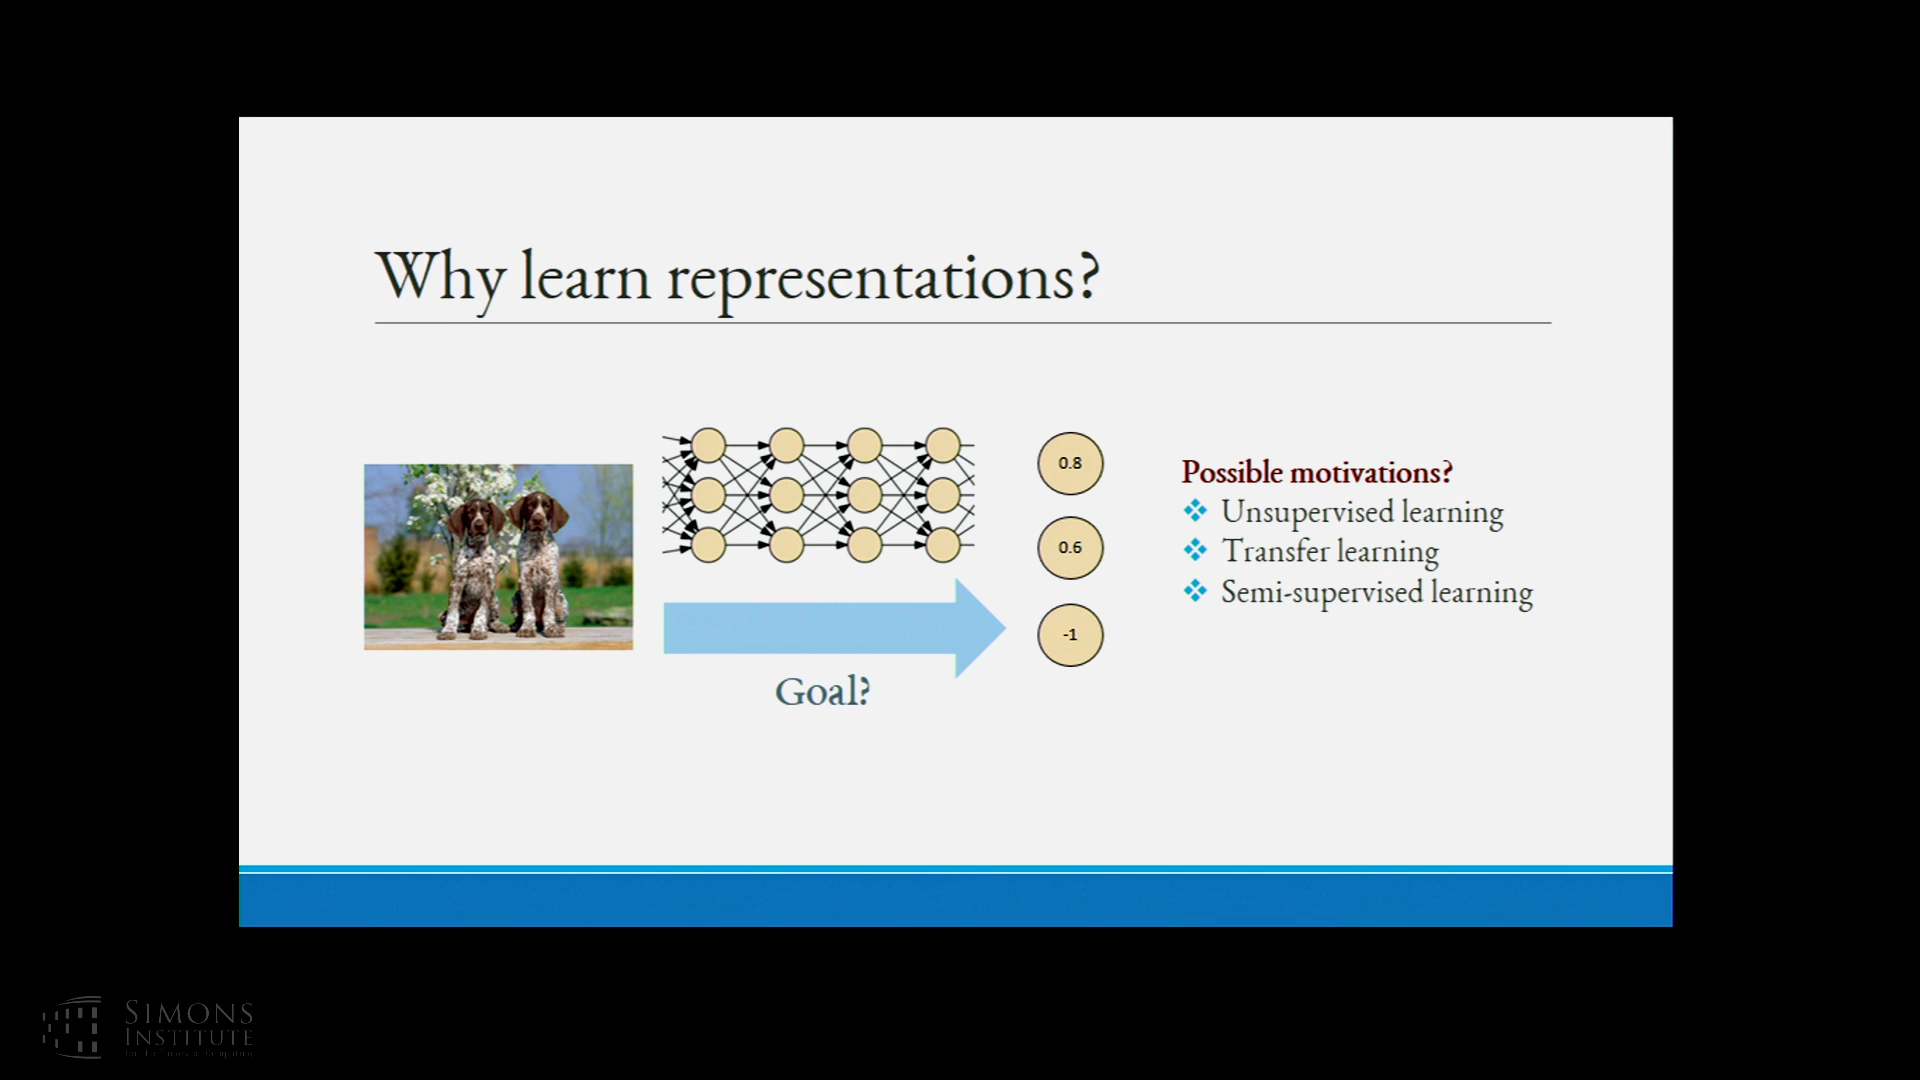 Why learn representations?
0.8
0.6
-1
Goal?
Possible motivations?
Unsupervised learning
Transfer learning
Semi-supervised learning
SIMONS
INSTITUTE